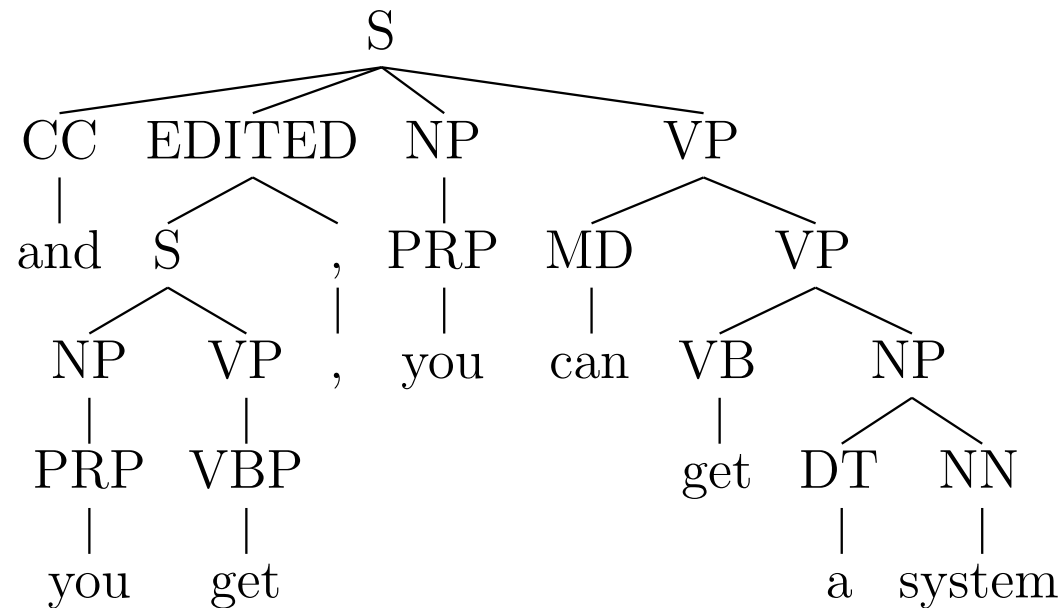 S
CC EDITED NP VP
and S , PRP MD VP
NP VP , you can VB NP
PRP VBP get DT NN
you get a system